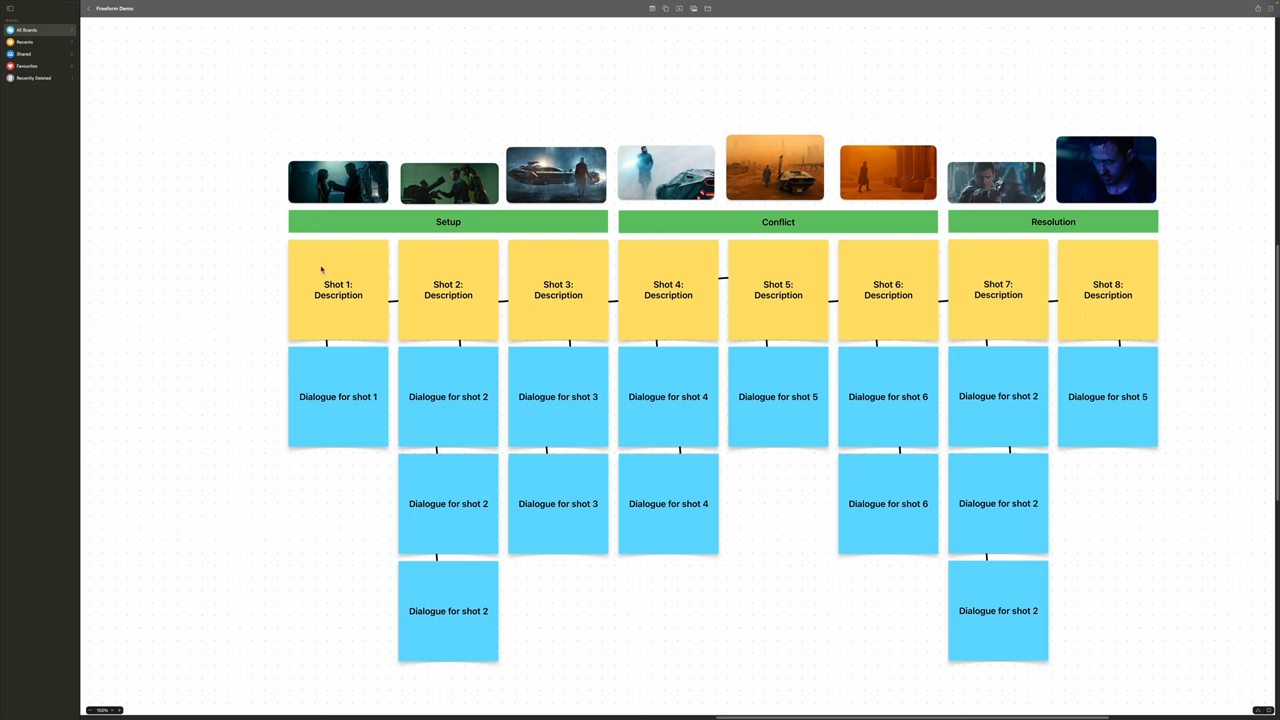 Freeform Demo
Boards
All Boards
Recents
Shared
Favourites
Recently Deleted
Setup
Conflict
Resolution
Shot 1:
Description
Shot 2:
Description
Shot 3:
Description
Shot 4:
Description
Shot 5:
Description
Shot 6:
Description
Shot 7:
Description
Shot 8:
Description
Dialogue for shot 1
Dialogue for shot 2
Dialogue for shot 3
Dialogue for shot 4
Dialogue for shot 5
Dialogue for shot 6
Dialogue for shot 2
Dialogue for shot 5
Dialogue for shot 2
Dialogue for shot 3
Dialogue for shot 4
Dialogue for shot 6
Dialogue for shot 2
Dialogue for shot 2
Dialogue for shot 2
150%